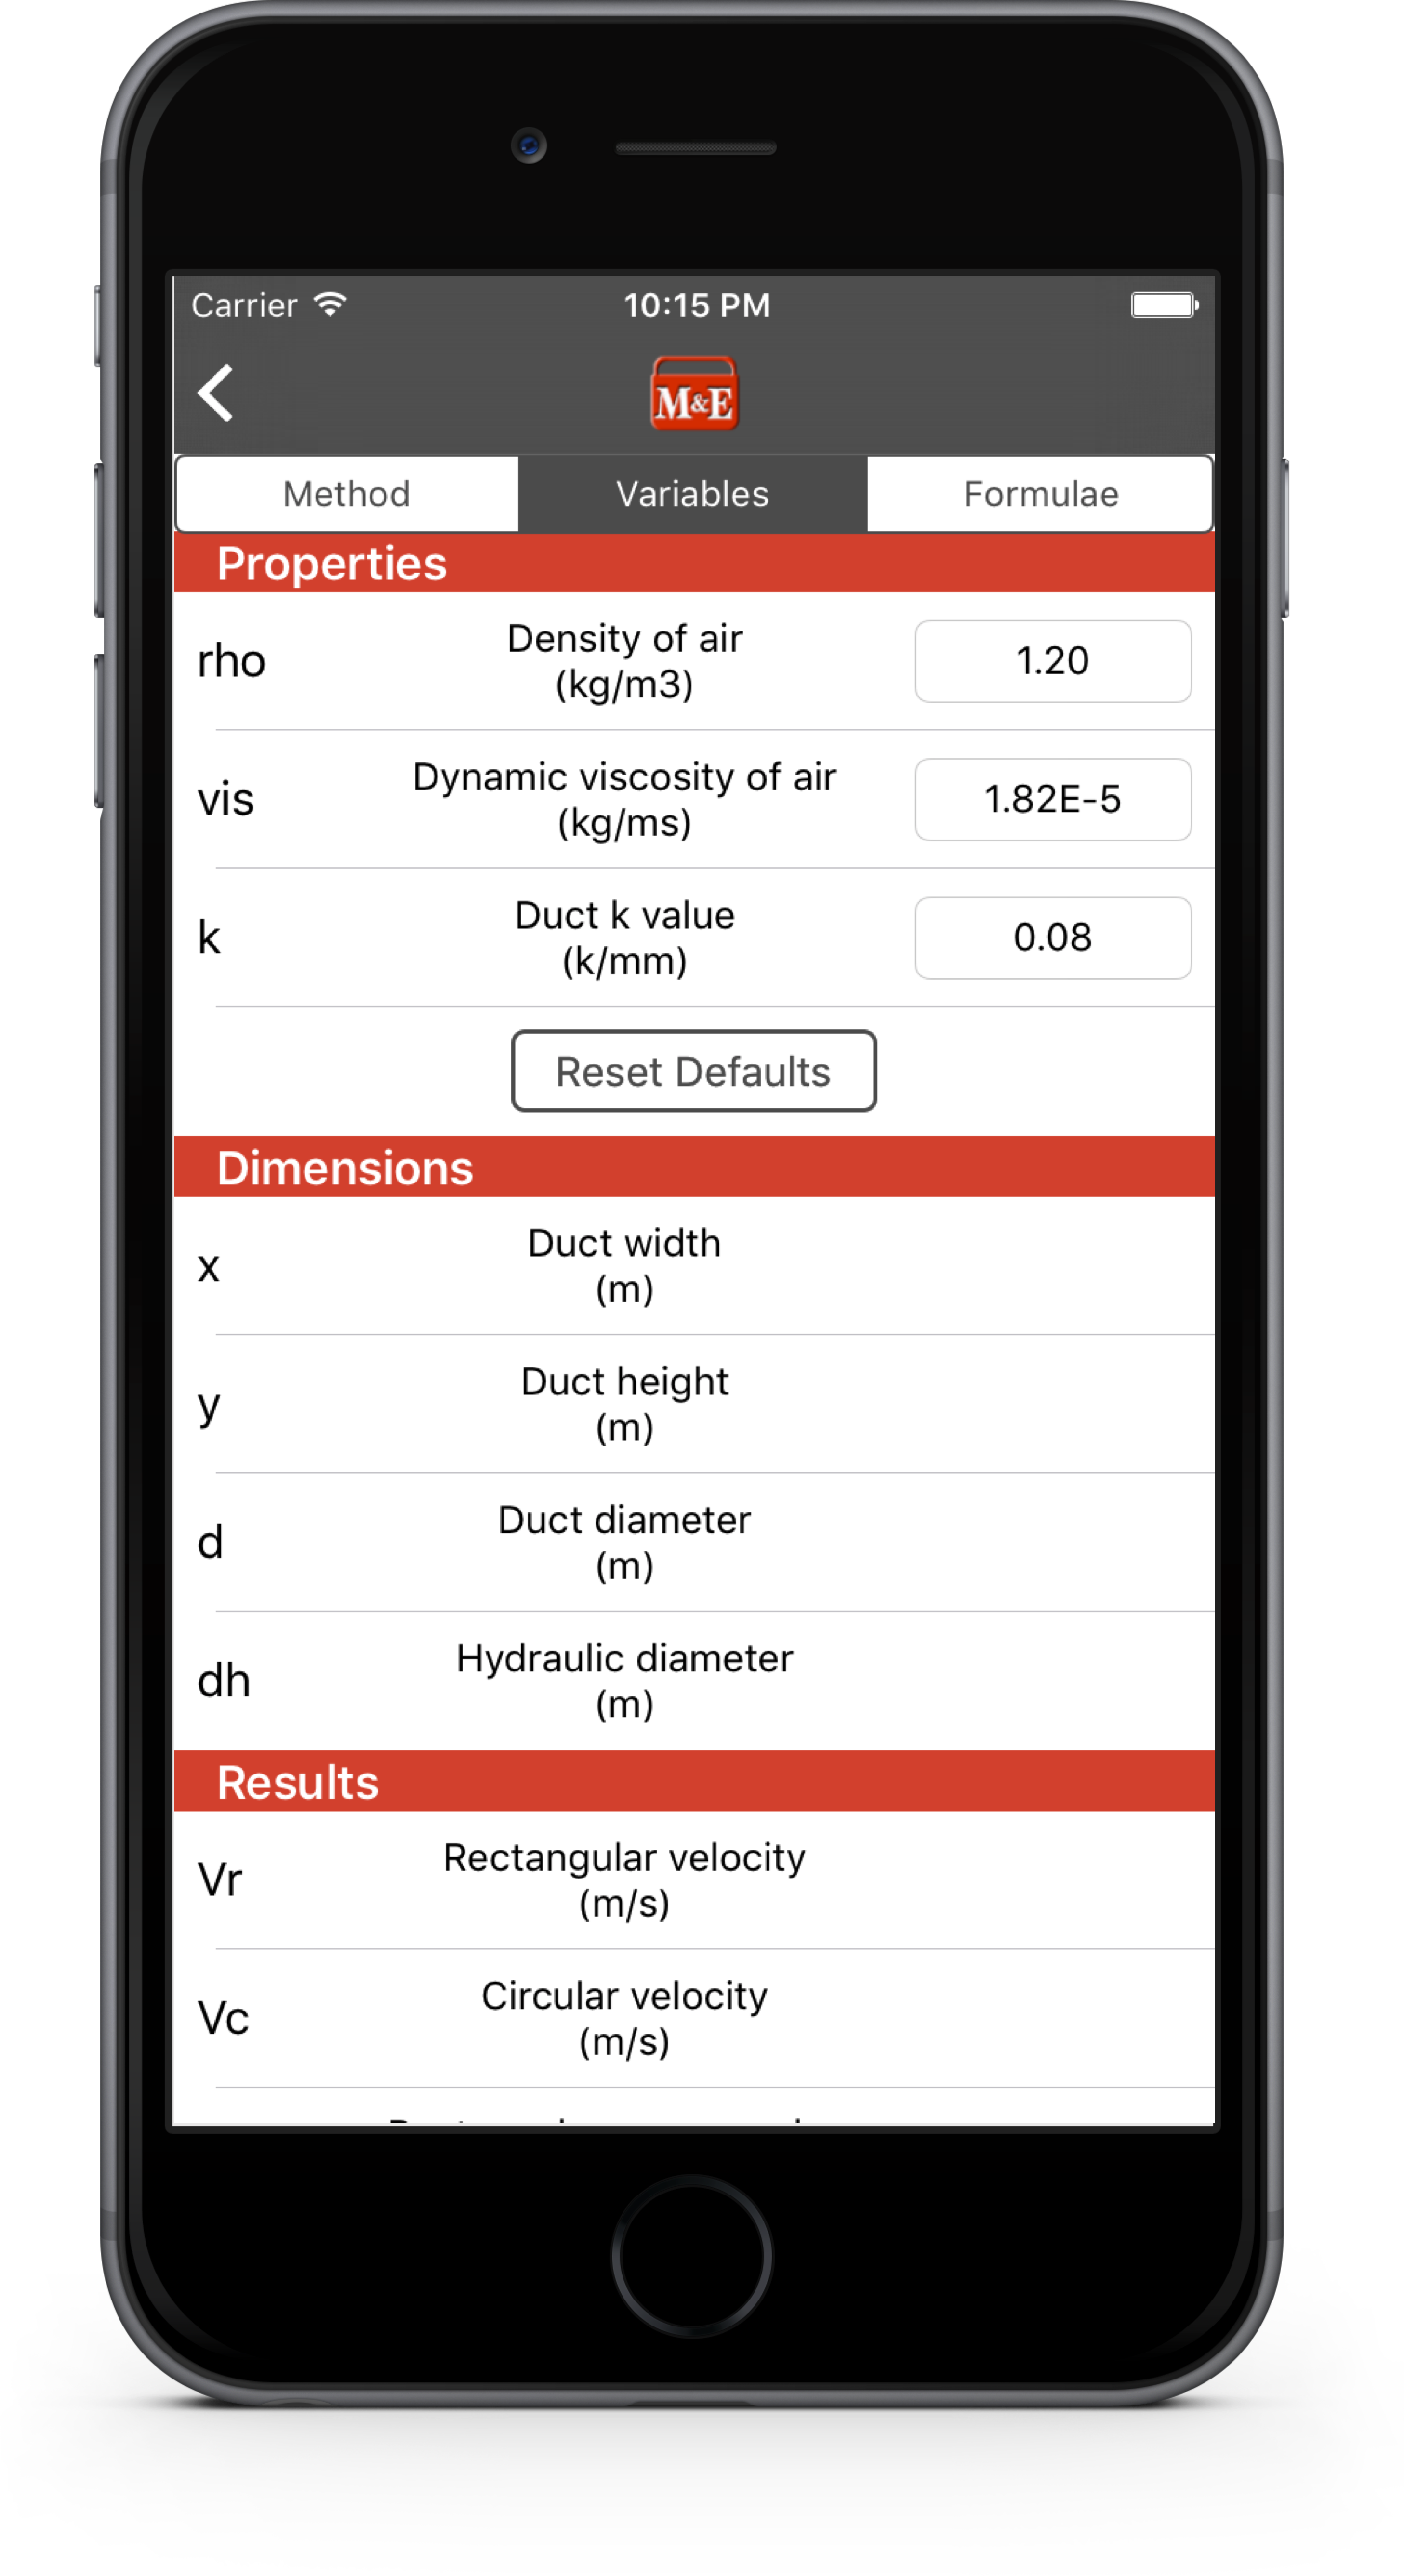 Carrier 10:15 PM
M&E
Method Variables Formulae
Properties
rho Density of air 1.20
(kg/m3)
vis Dynamic viscosity of air 1.82E-5
(kg/ms)
k Duct k value 0.08
(k/mm)
Reset Defaults
Dimensions
x Duct width
(m)
y Duct height
(m)
d Duct diameter
(m)
dh Hydraulic diameter
(m)
Results
Vr Rectangular velocity
(m/s)
Vc Circular velocity
(m/s)